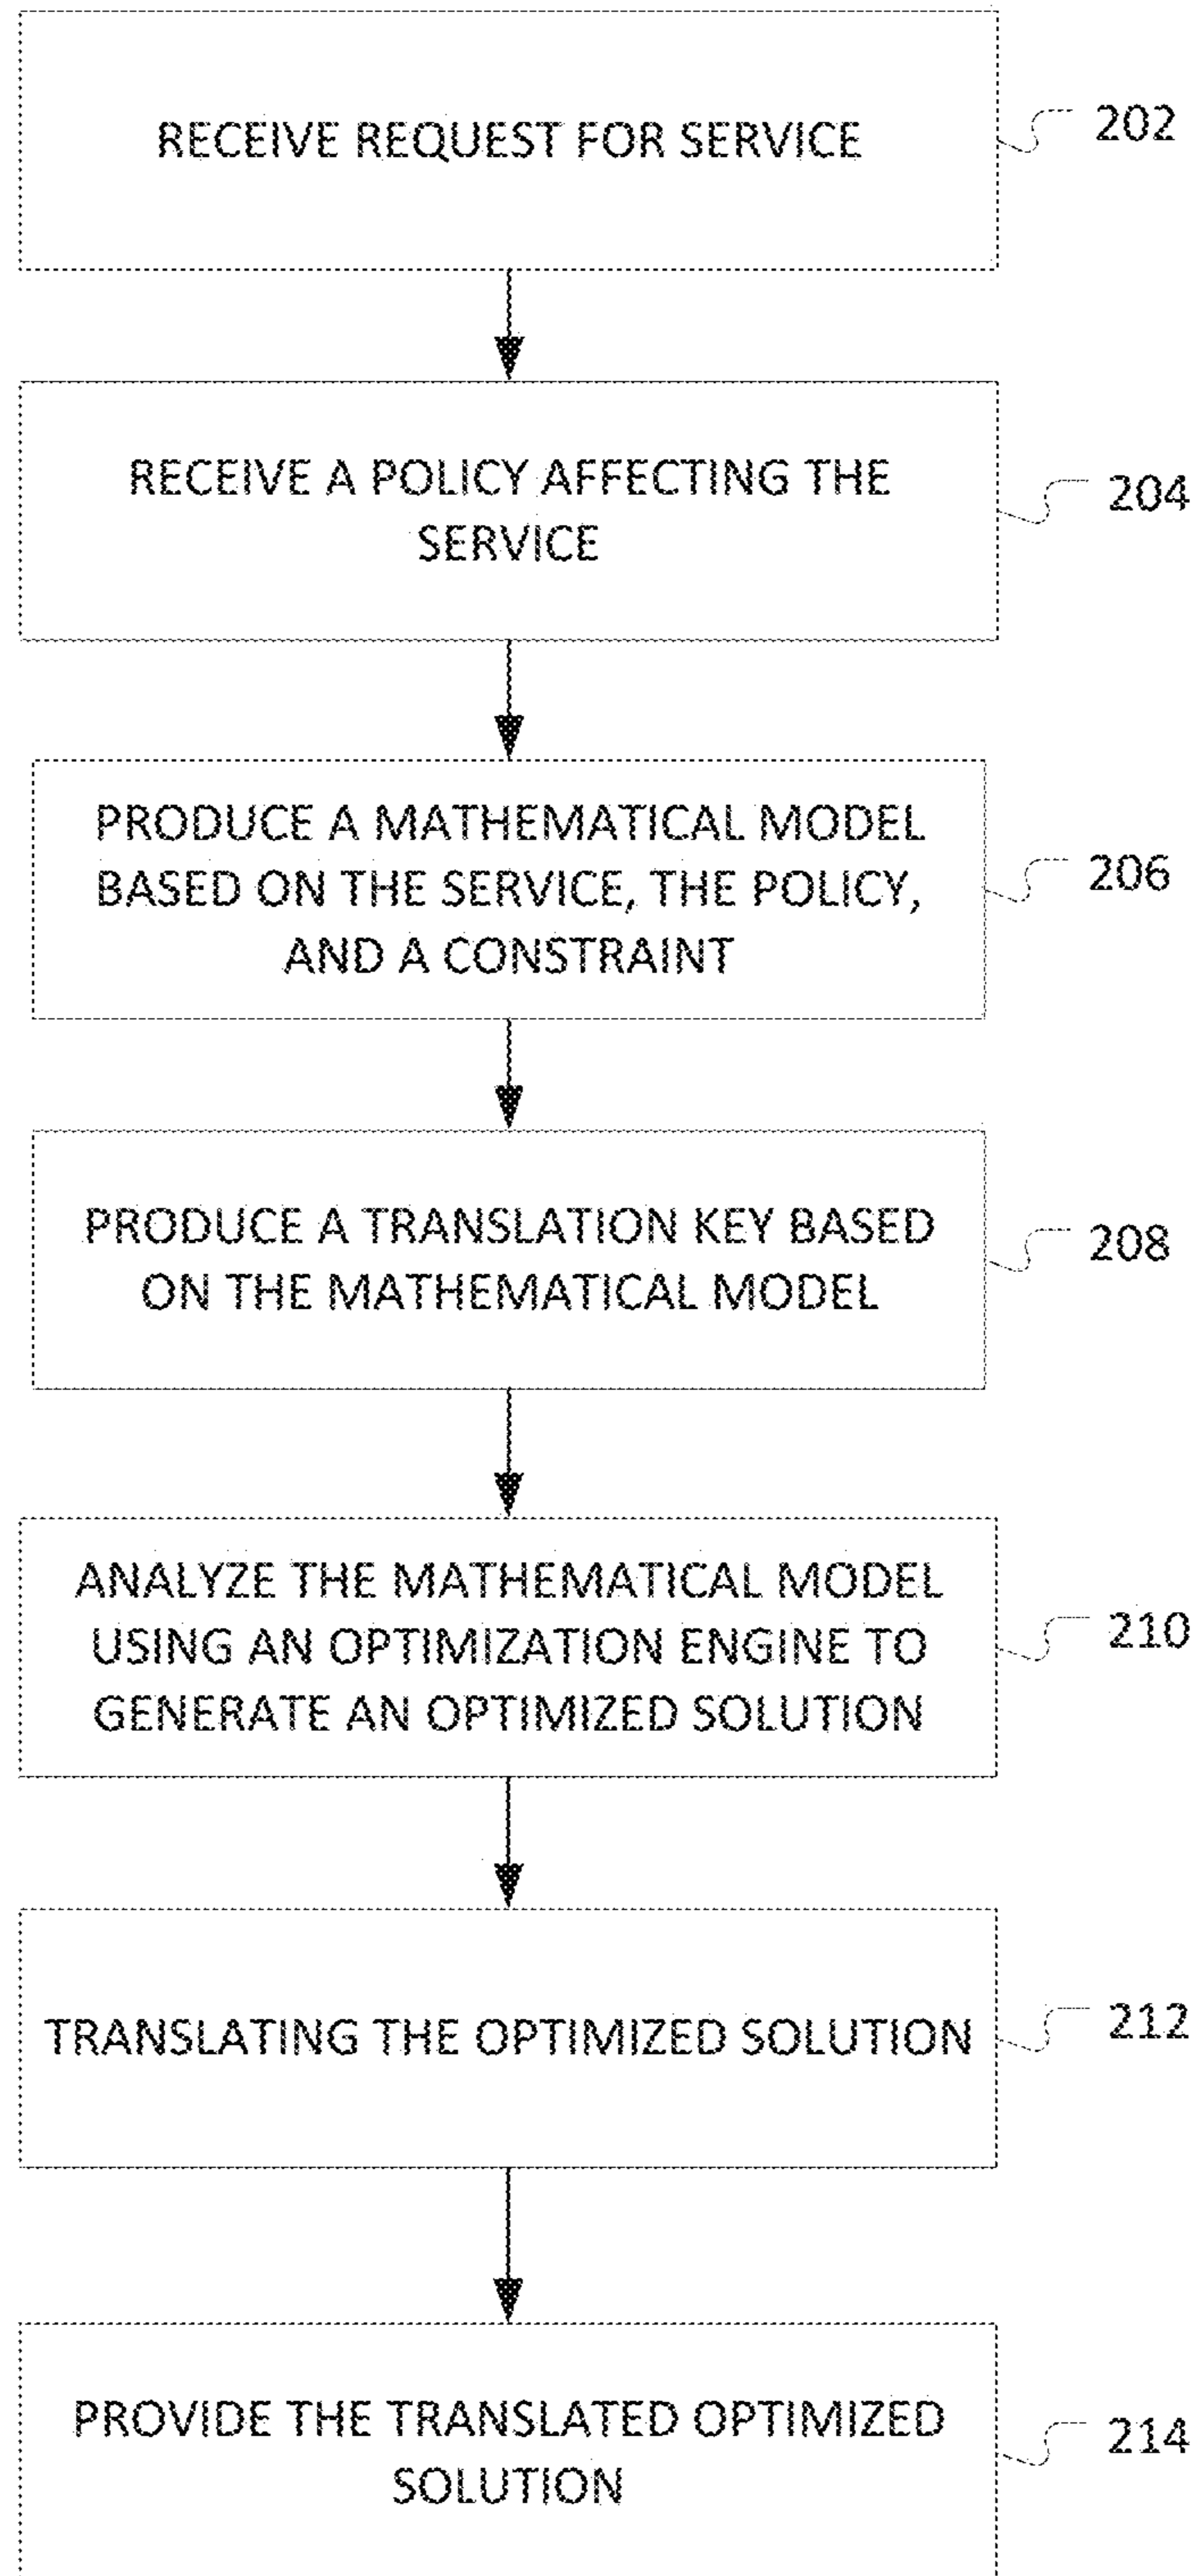 RECEIVE REQUEST FOR SERVICE
202
RECEIVE A POLICY AFFECTING THE
SERVICE
204
PRODUCE A MATHEMATICAL MODEL
BASED ON THE SERVICE, THE POLICY,
AND A CONSTRAINT
206
PRODUCE A TRANSLATION KEY BASED
ON THE MATHEMATICAL MODEL
208
ANALYZE THE MATHEMATICAL MODEL
USING AN OPTIMIZATION ENGINE TO
GENERATE AN OPTIMIZED SOLUTION
210
TRANSLATING THE OPTIMIZED SOLUTION
212
PROVIDE THE TRANSLATED OPTIMIZED
SOLUTION
214